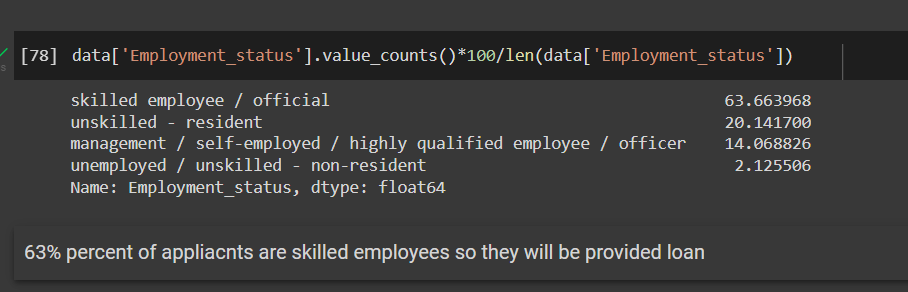 [78] data['Employment_status'].value_counts()*100/len(data['Employment_status'])
s
skilled employee / official 63.663968
unskilled - resident 20.141700
management / self-employed / highly qualified employee / officer 14.068826
unemployed / unskilled - non-resident 2.125506
Name: Employment_status, dtype: float64
63% percent of appliacnts are skilled employees so they will be provided loan